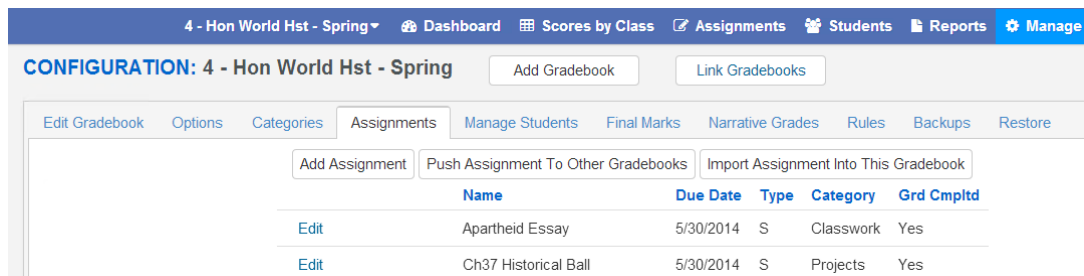 4 - Hon World Hst - Spring Dashboard Scores by Class Assignments Students Reports Manage
CONFIGURATION: 4 - Hon World Hst - Spring Add Gradebook Link Gradebooks
Edit Gradebook Options Categories Assignments Manage Students Final Marks Narrative Grades Rules Backups Restore
Add Assignment Push Assignment To Other Gradebooks Import Assignment Into This Gradebook
Name Due Date Type Category Grd Cmpltd
Edit Apartheid Essay 5/30/2014 S Classwork Yes
Edit Ch37 Historical Ball 5/30/2014 S Projects Yes